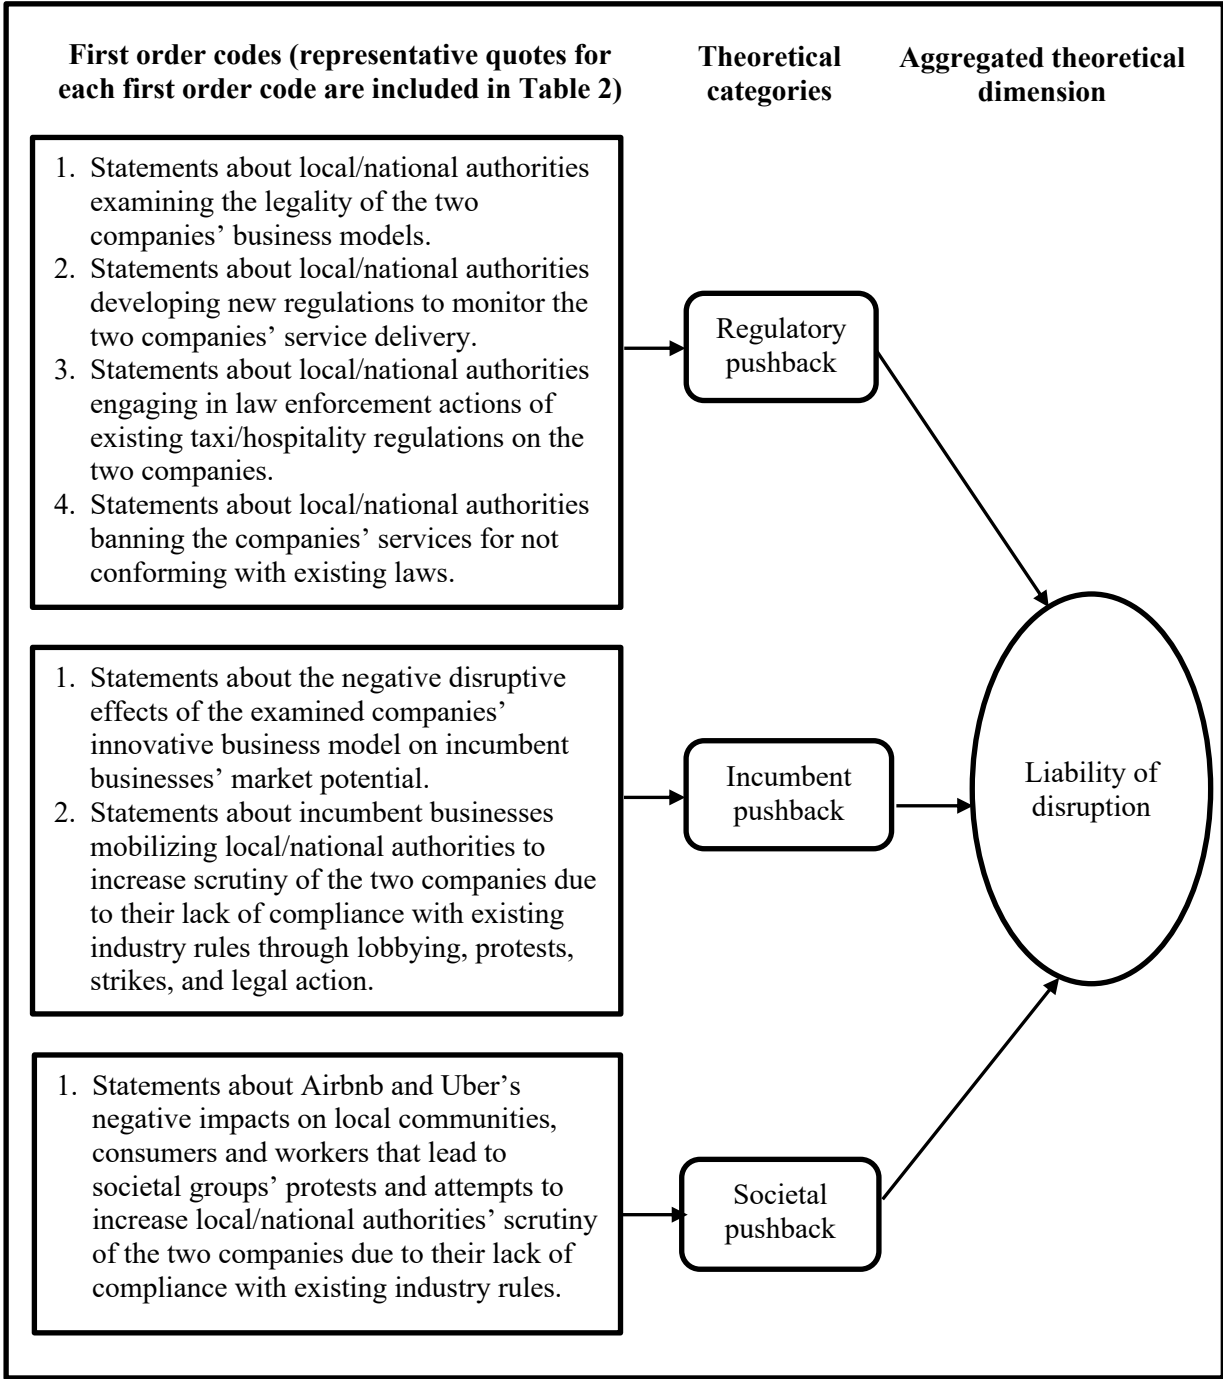 First order codes (representative quotes for
each first order code are included in Table 2)
Theoretical
categories
Aggregated theoretical
dimension
1. Statements about local/national authorities
examining the legality of the two
companies’ business models.
2. Statements about local/national authorities
developing new regulations to monitor the
two companies’ service delivery.
3. Statements about local/national authorities
engaging in law enforcement actions of
existing taxi/hospitality regulations on the
two companies.
4. Statements about local/national authorities
banning the companies’ services for not
conforming with existing laws.
Regulatory
pushback
1. Statements about the negative disruptive
effects of the examined companies’
innovative business model on incumbent
businesses’ market potential.
2. Statements about incumbent businesses
mobilizing local/national authorities to
increase scrutiny of the two companies due
to their lack of compliance with existing
industry rules through lobbying, protests,
strikes, and legal action.
Incumbent
pushback
Liability of
disruption
1. Statements about Airbnb and Uber’s
negative impacts on local communities,
consumers and workers that lead to
societal groups’ protests and attempts to
increase local/national authorities’ scrutiny
of the two companies due to their lack of
compliance with existing industry rules.
Societal
pushback